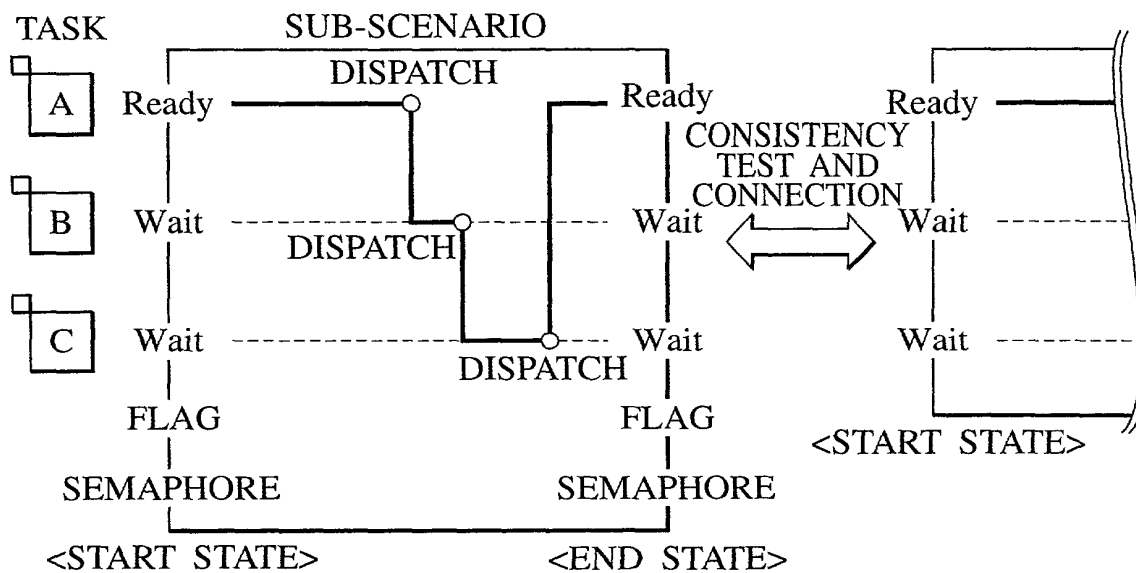 TASK
SUB-SCENARIO
DISPATCH
A
Ready
Ready
Ready
CONSISTENCY
TEST AND
CONNECTION
B
Wait
Wait
Wait
DISPATCH
C
Wait
Wait
Wait
DISPATCH
FLAG
FLAG
<START STATE>
SEMAPHORE
SEMAPHORE
<START STATE>
<END STATE>